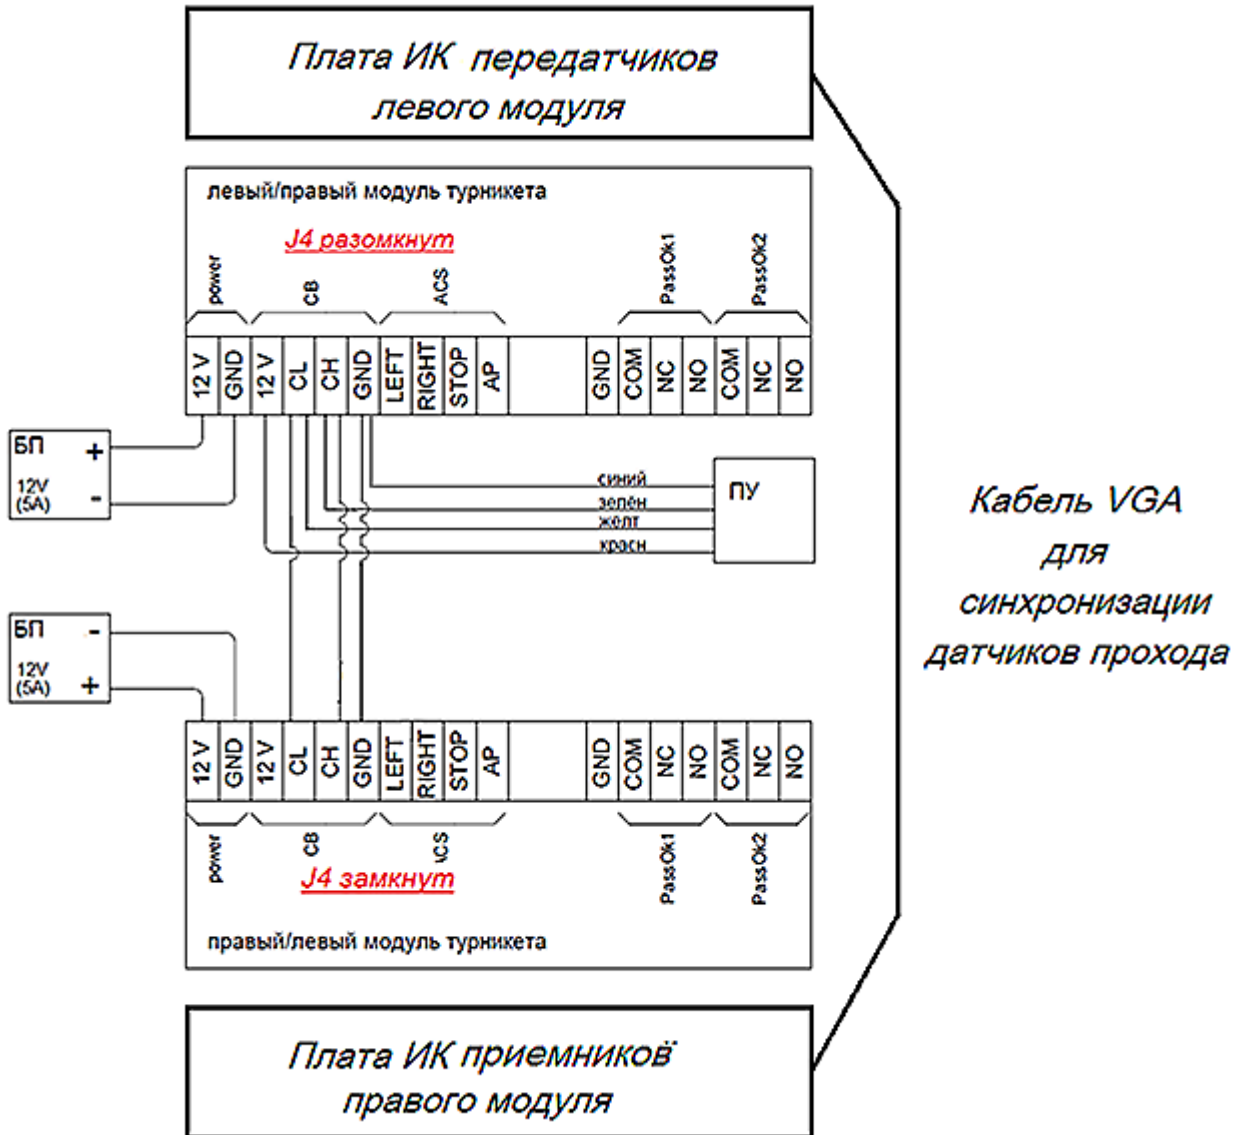 Плата ИК передатчиков
левого модуля
левый/правый модуль турникета
J4 разомкнут
power
CB
ACS
PassOk1
PassOk2
12 V
GND
12 V
CL
CH
GND
LEFT
RIGHT
STOP
AP
GND
COM
NC
NO
COM
NC
NO
БП
+
12V
(5A)
-
синий
зелён
жёлт
красн
ПУ
Кабель VGA
для
синхронизации
датчиков прохода
БП
-
12V
(5A)
+
12 V
GND
12 V
CL
CH
GND
LEFT
RIGHT
STOP
AP
GND
COM
NC
NO
COM
NC
NO
power
CB
ACS
PassOk1
PassOk2
J4 замкнут
правый/левый модуль турникета
Плата ИК приемников
правого модуля